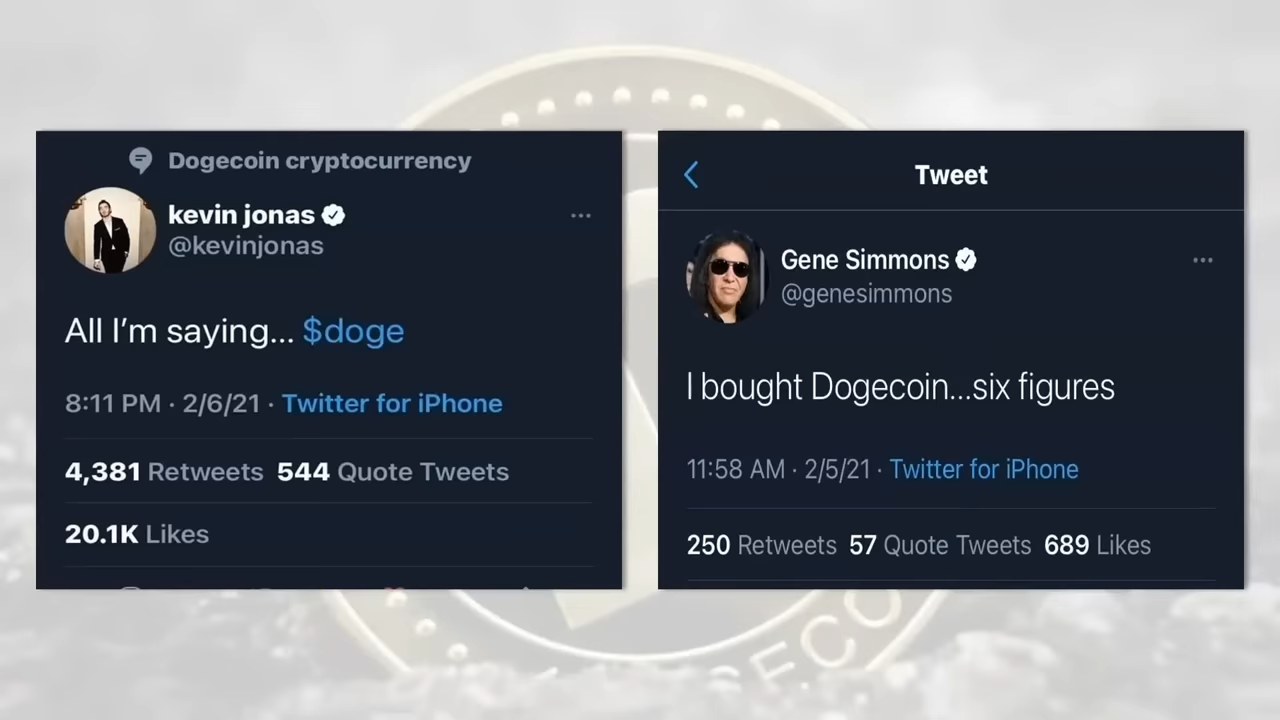 Dogecoin cryptocurrency
kevin jonas
@kevinjonas
All I’m saying... $doge
8:11 PM · 2/6/21 · Twitter for iPhone
4,381 Retweets 544 Quote Tweets
20.1K Likes
Tweet
Gene Simmons
@genesimmons
I bought Dogecoin...six figures
11:58 AM · 2/5/21 · Twitter for iPhone
250 Retweets 57 Quote Tweets 689 Likes